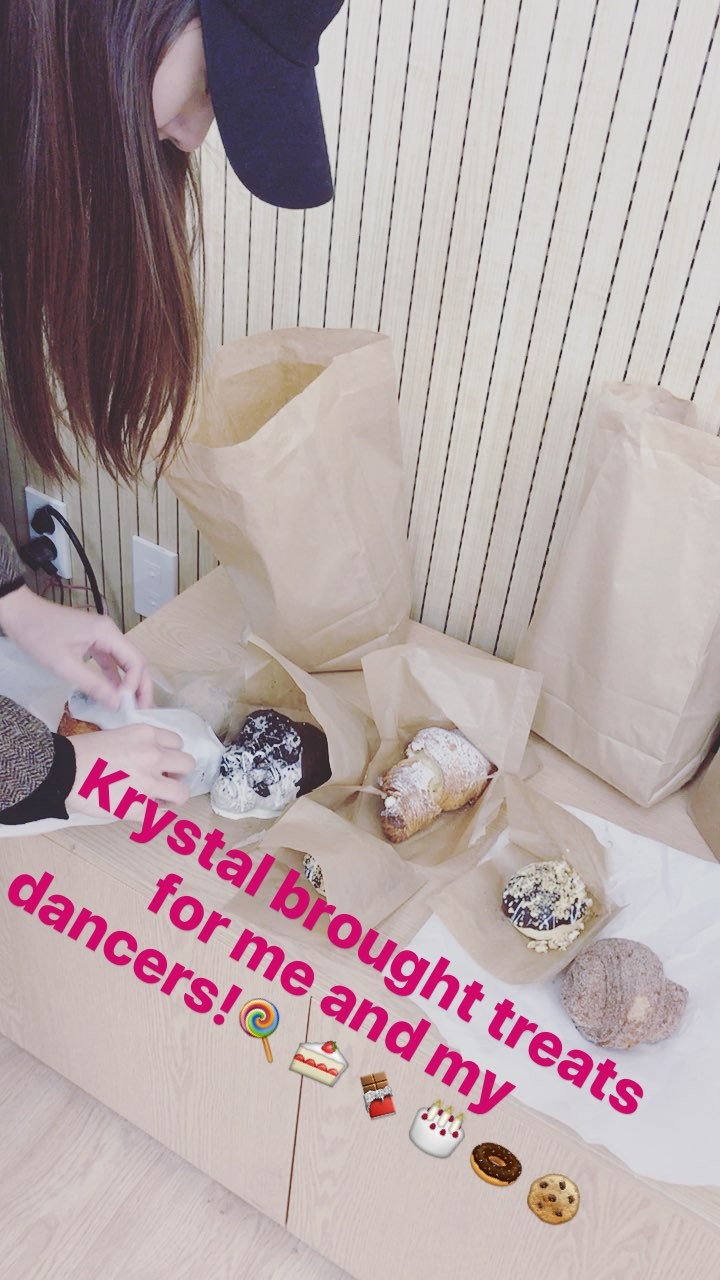 Krystal brought treats
for me and my
dancers!🍭 🍰 🍫 🎂 🍩 🍪